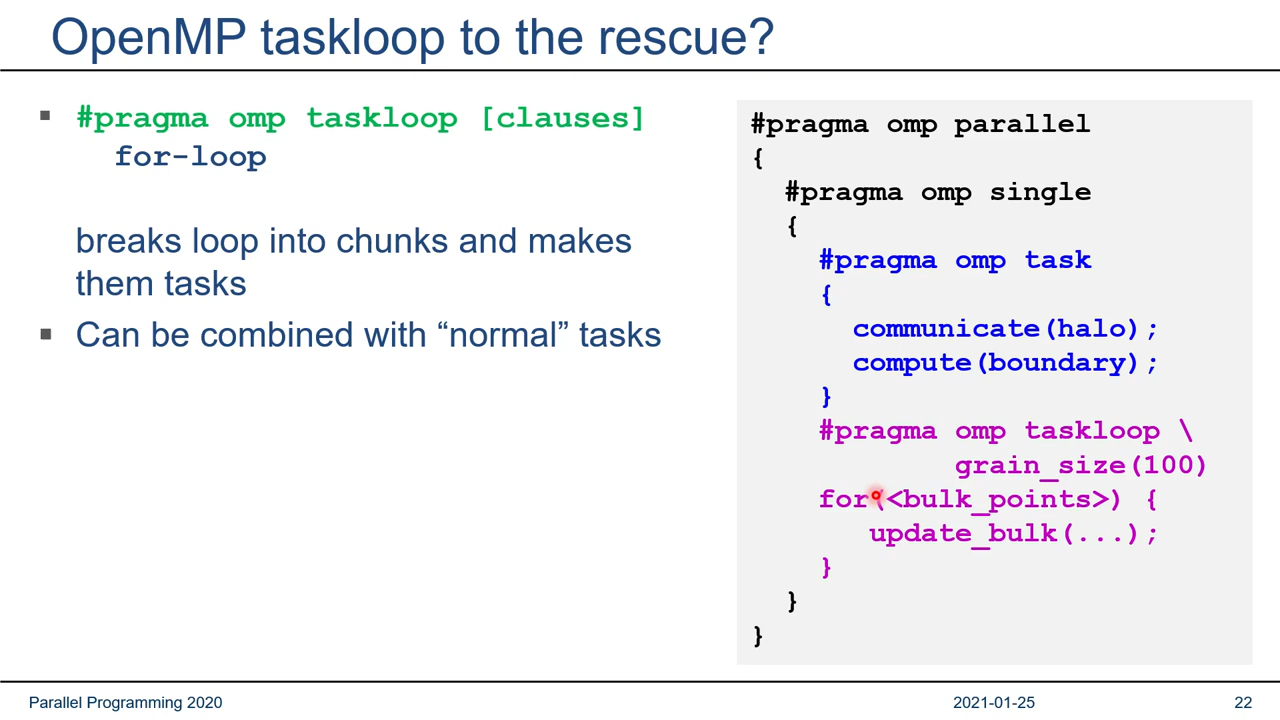 OpenMP taskloop to the rescue?
#pragma omp taskloop [clauses]
for-loop
breaks loop into chunks and makes
them tasks
Can be combined with “normal” tasks
#pragma omp parallel
{
#pragma omp single
{
#pragma omp task
{
communicate(halo);
compute(boundary);
}
#pragma omp taskloop \
grain_size(100)
for(<bulk_points>) {
update_bulk(...);
}
}
}
Parallel Programming 2020
2021-01-25
22